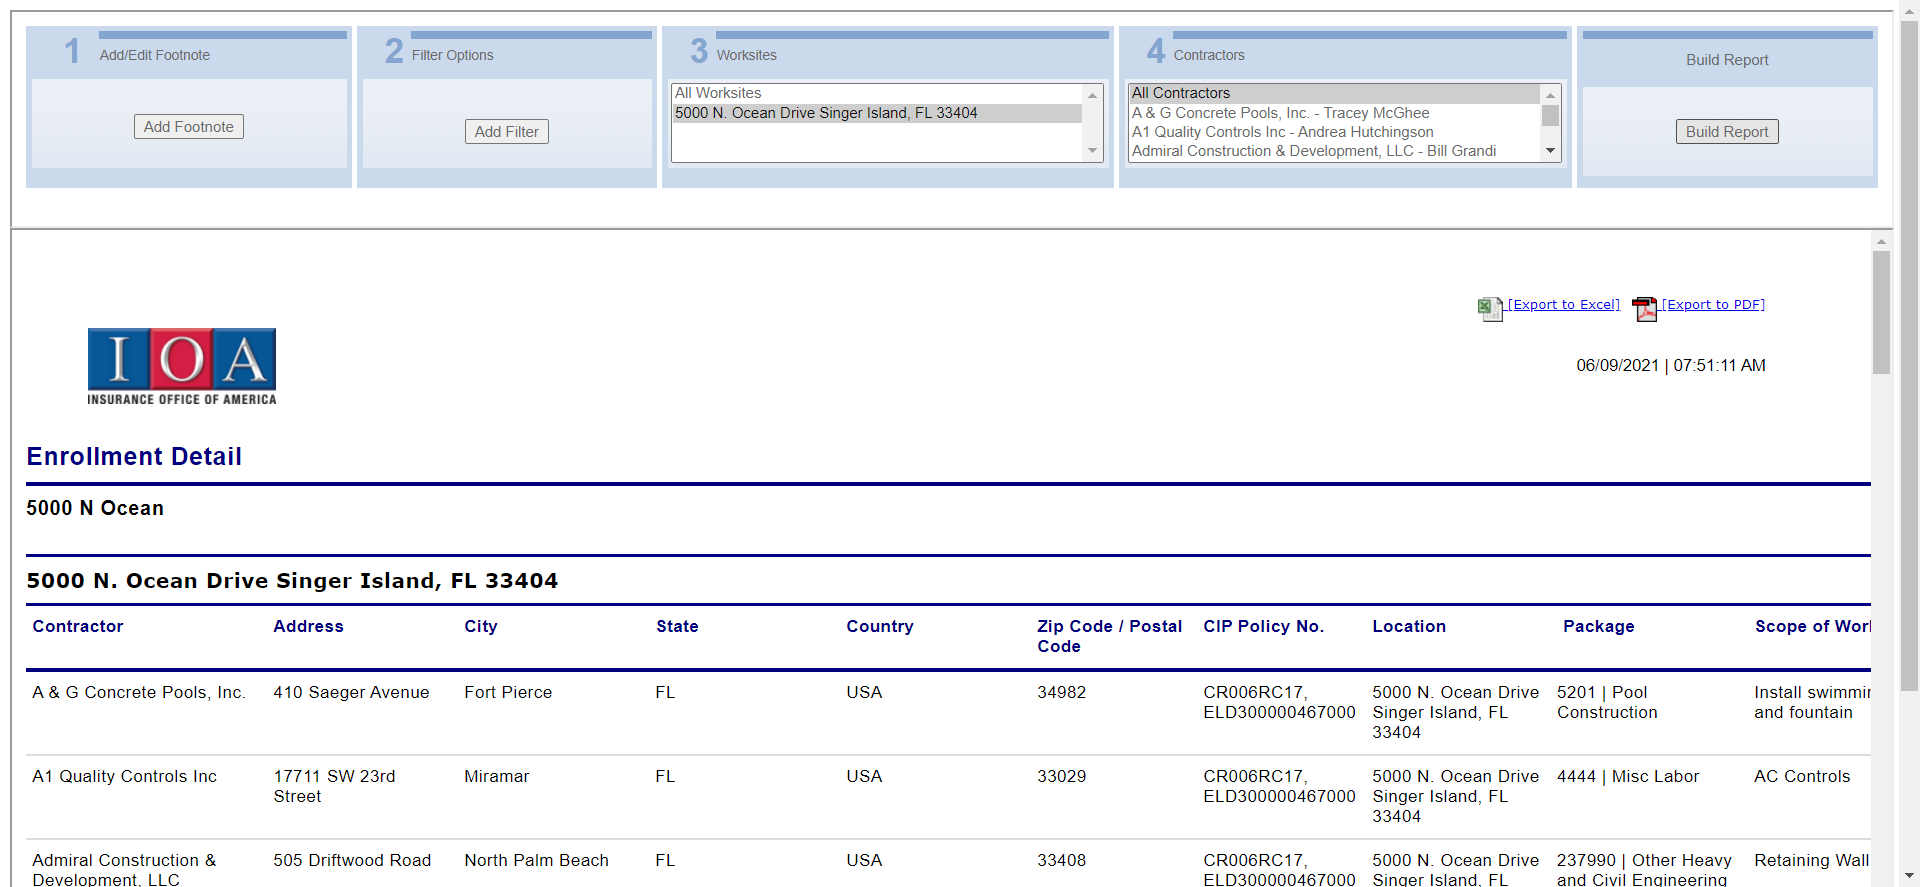 1 Add/Edit Footnote
Add Footnote
2 Filter Options
Add Filter
3 Worksites
All Worksites
5000 N. Ocean Drive Singer Island, FL 33404
4 Contractors
All Contractors
A & G Concrete Pools, Inc. - Tracey McGhee
A1 Quality Controls Inc - Andrea Hutchingson
Admiral Construction & Development, LLC - Bill Grandi
Build Report
Build Report
[Export to Excel] [Export to PDF]
IOA
INSURANCE OFFICE OF AMERICA
06/09/2021 | 07:51:11 AM
Enrollment Detail
5000 N Ocean
5000 N. Ocean Drive Singer Island, FL 33404
Contractor Address City State Country Zip Code / Postal CIP Policy No. Location Package Scope of Work
Code
A & G Concrete Pools, Inc. 410 Saeger Avenue Fort Pierce FL USA 34982 CR006RC17, 5000 N. Ocean Drive 5201 | Pool Install
ELD300000467000 Singer Island, FL Construction and fountain
33404
A1 Quality Controls Inc 17711 SW 23rd Miramar FL USA 33029 CR006RC17, 5000 N. Ocean Drive 4444 | Misc Labor AC Controls
Street ELD300000467000 Singer Island, FL
33404
Admiral Construction & 505 Driftwood Road North Palm Beach FL USA 33408 CR006RC17, 5000 N. Ocean Drive 237990 | Other Heavy Retaining Wall
Development, LLC ELD300000467000 Singer Island, FL and Civil Engineering